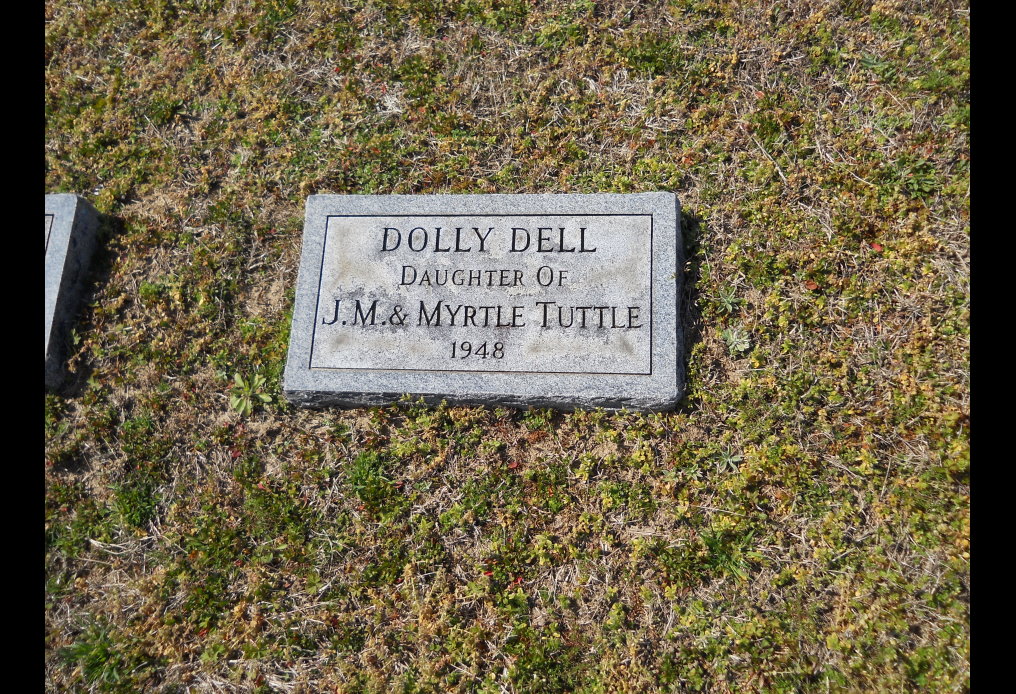 DOLLY DELL
DAUGHTER OF
J.M. & MYRTLE TUTTLE
1948